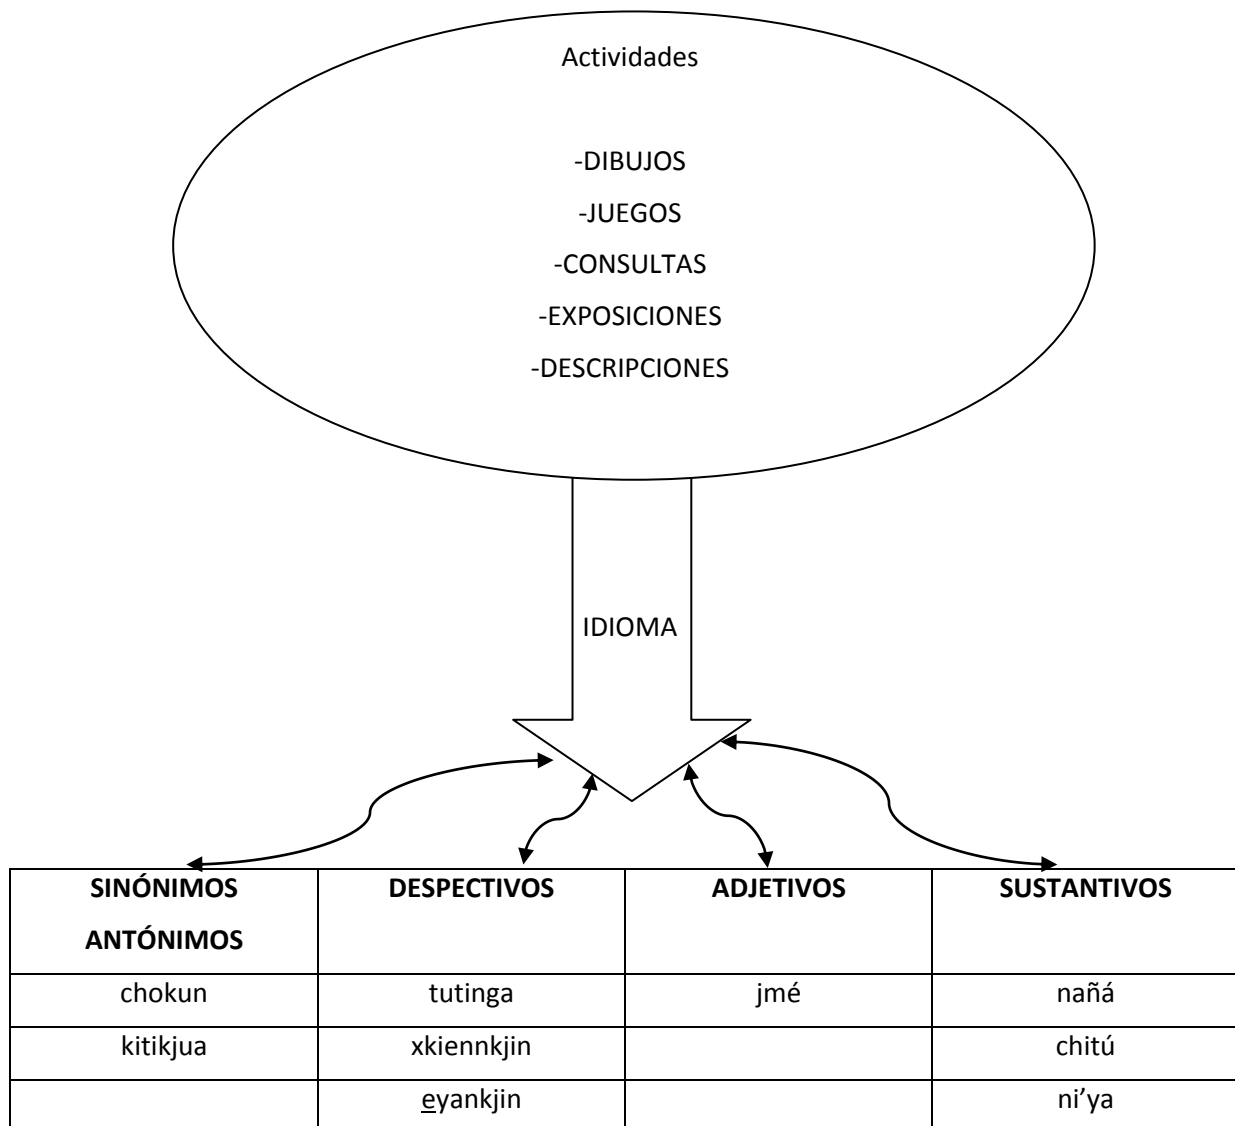 Actividades
-DIBUJOS
-JUEGOS
-CONSULTAS
-EXPOSICIONES
-DESCRIPCIONES
IDIOMA
SINÓNIMOS ANTÓNIMOS DESPECTIVOS ADJETIVOS SUSTANTIVOS
chokun tutinga jmé nañá
kitikjua xkiennkjin chitú
eyankjin ni’ya